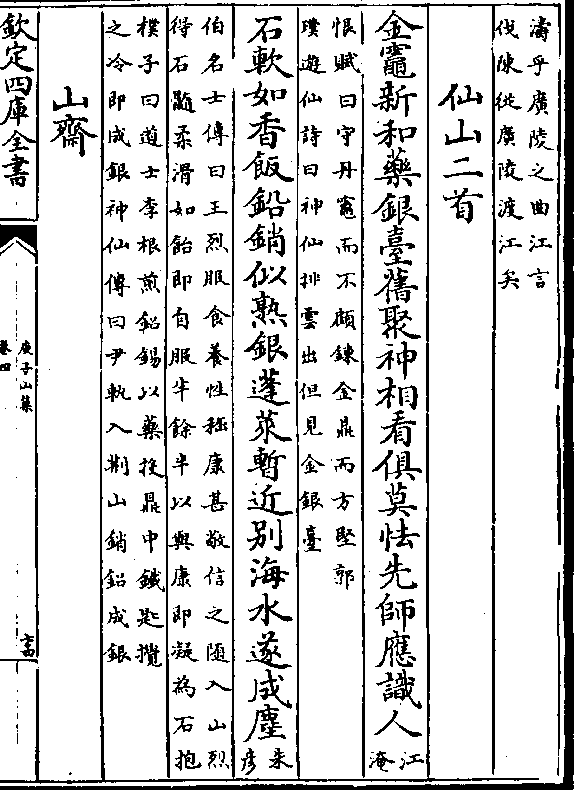 濤乎廣陵之曲江言
伐陳從廣陵渡江矣
仙山二首
金竈新和藥銀臺舊聚神相看俱莫怯先師應識人
江
淹
恨賦曰守丹竈而不顧鍊金鼎而方堅郭
璞遊仙詩曰神仙排雲出但見金銀臺
石軟如香飯鉛銷似熟銀蓬萊暫近别海水遂成塵
朱
彦
伯名士傳曰王烈服食養性嵇康甚敬信之隨入山烈
得石髓柔滑如飴即自服半餘半以與康即凝為石抱
樸子曰道士李根煎鉛錫以藥投鼎中鐵匙攪
之冷即成銀神仙傳曰尹軌入荆山銷鉛成銀
山齋
欽定四庫全書
庾子山集
卷四